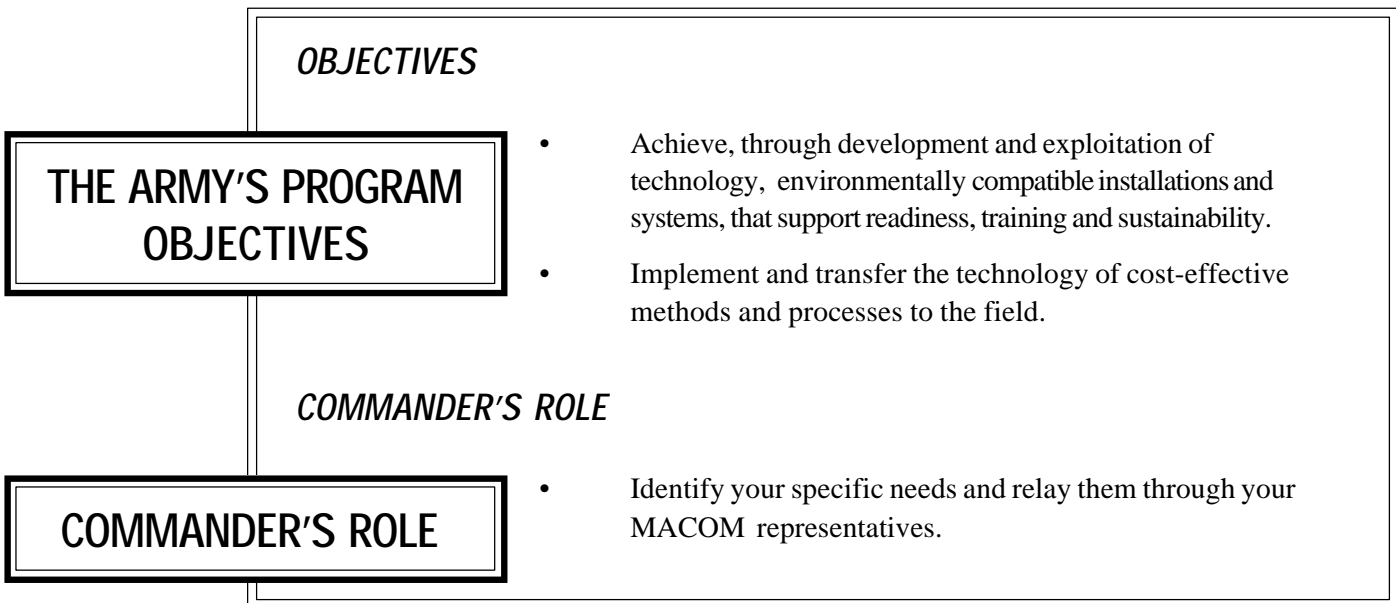 OBJECTIVES
THE ARMY'S PROGRAM
OBJECTIVES
• Achieve, through development and exploitation of
technology, environmentally compatible installations and
systems, that support readiness, training and sustainability.
• Implement and transfer the technology of cost-effective
methods and processes to the field.
COMMANDER'S ROLE
COMMANDER'S ROLE
• Identify your specific needs and relay them through your
MACOM representatives.